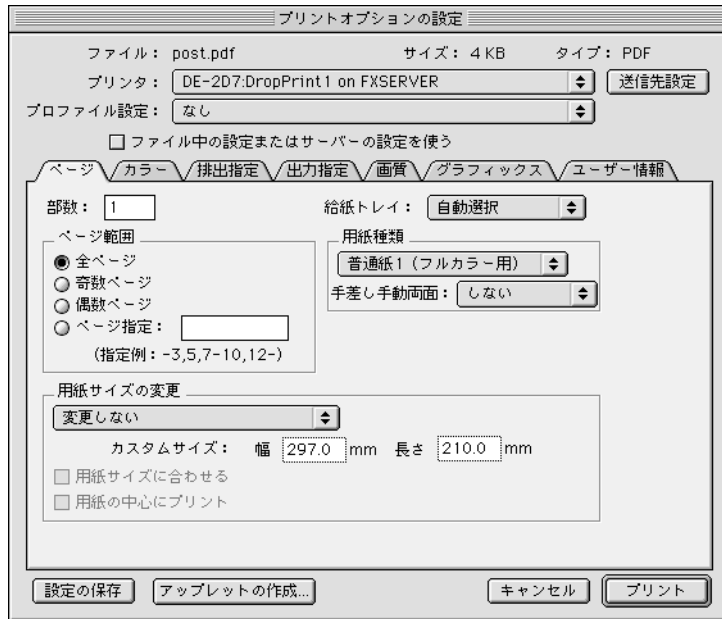 プリントオプションの設定
ファイル： post.pdf サイズ： 4 KB タイプ： PDF
プリンタ： DE-2D7:DropPrint1 on FXSERVER 送信先設定
プロファイル設定： なし
ファイル中の設定またはサーバーの設定を使う
ページ カラー 排出指定 出力指定 画質 グラフィックス ユーザー情報
部数： 1 給紙トレイ： 自動選択
ページ範囲 用紙種類
全ページ 普通紙1（フルカラー用）
奇数ページ 手差し手動両面： しない
偶数ページ
ページ指定：
（指定例：-3,5,7-10,12-）
用紙サイズの変更
変更しない
カスタムサイズ： 幅 297.0 mm 長さ 210.0 mm
用紙サイズに合わせる
用紙の中心にプリント
設定の保存 アップレットの作成... キャンセル プリント